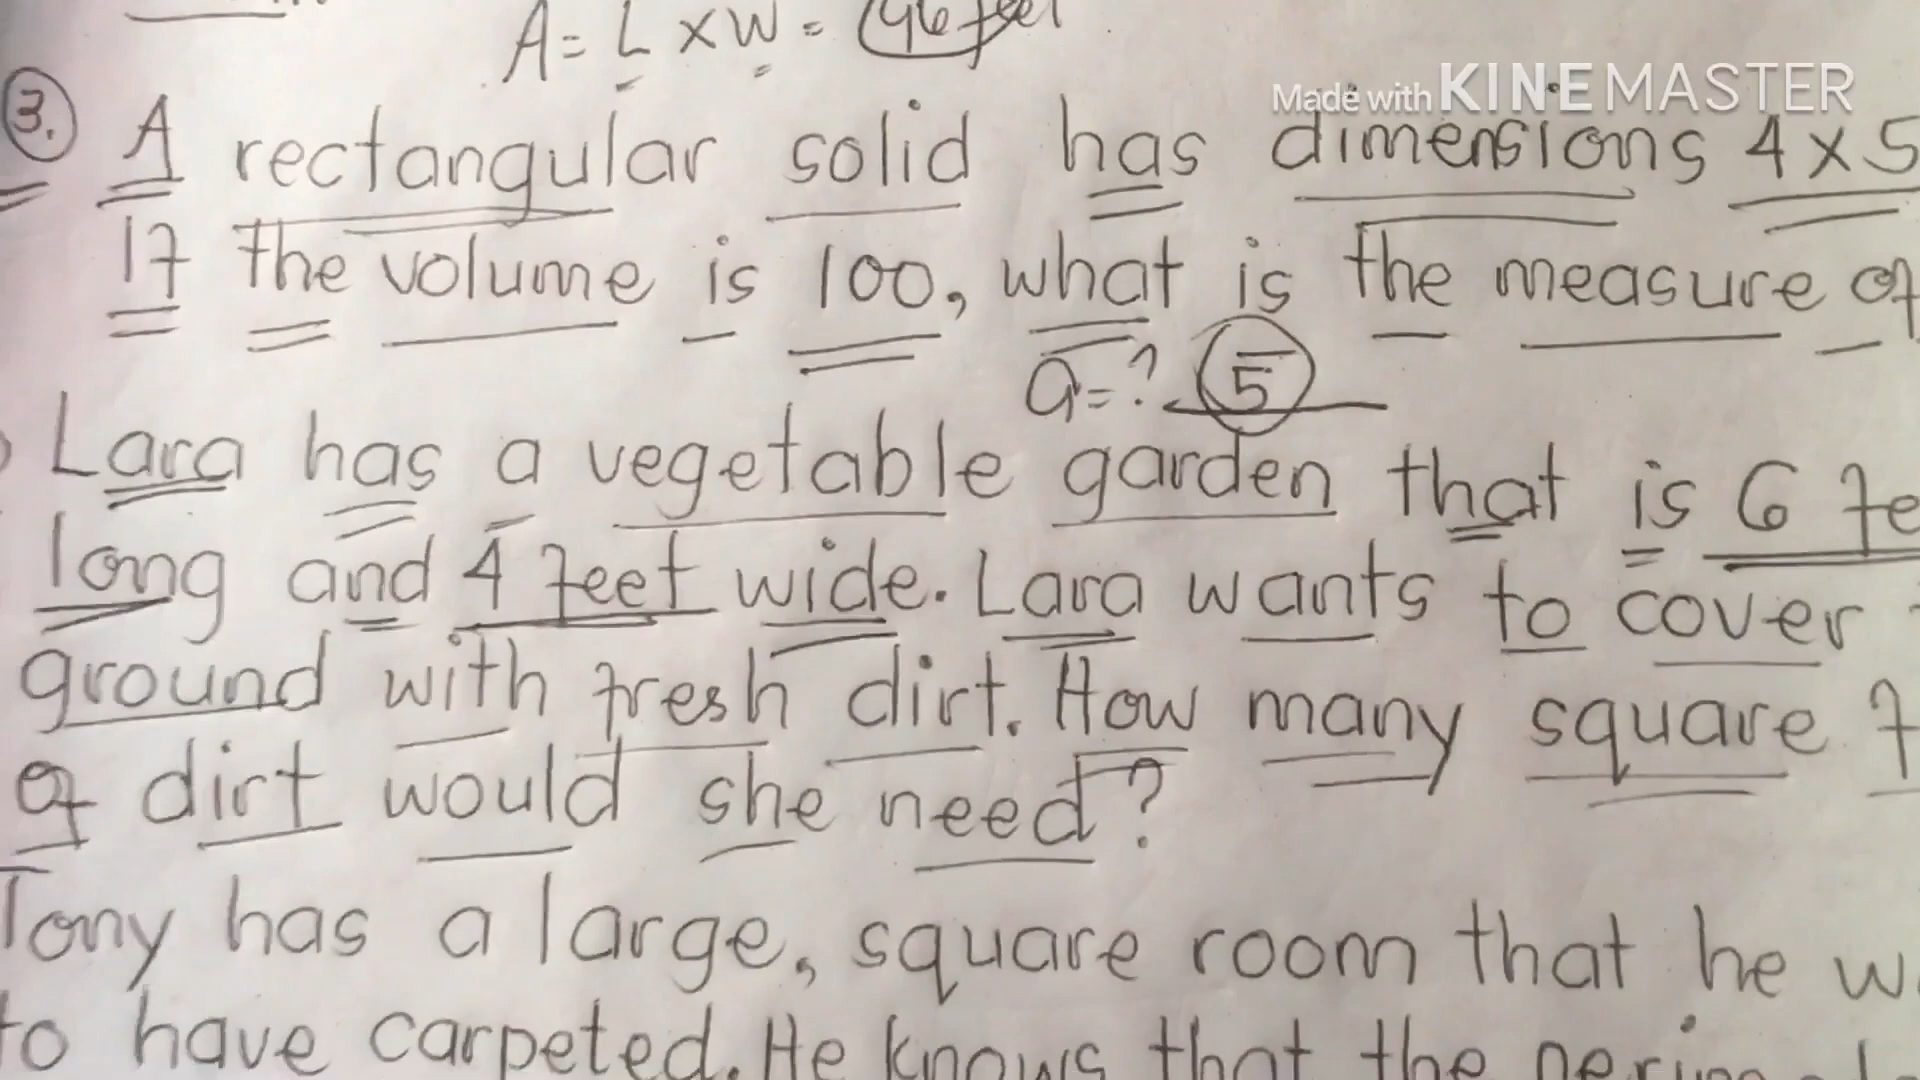 A = L x W = 46 feet
Made with KINEMASTER
3. A rectangular solid has dimensions 4 x 5
If the volume is 100, what is the measure of
a = ? 5
Lara has a vegetable garden that is 6
long and 4 feet wide. Lara wants to cover
ground with fresh dirt. How many square
of dirt would she need?
Tony has a large, square room that he
to have carpeted. He knows that the